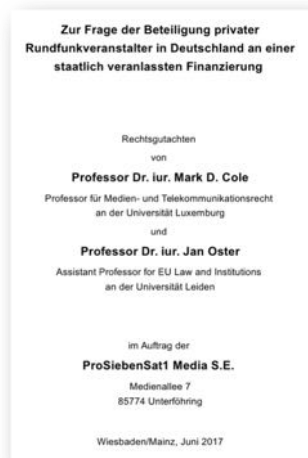 Zur Frage der Beteiligung privater
Rundfunkveranstalter in Deutschland an einer
staatlich veranlassten Finanzierung
Rechtsgutachten
von
Professor Dr. iur. Mark D. Cole
Professor für Medien- und Telekommunikationsrecht
an der Universität Luxemburg
und
Professor Dr. iur. Jan Oster
Assistant Professor for EU Law and Institutions
an der Universität Leiden
im Auftrag der
ProSiebenSat1 Media S.E.
Medienallee 7
85774 Unterföhring
Wiesbaden/Mainz, Juni 2017